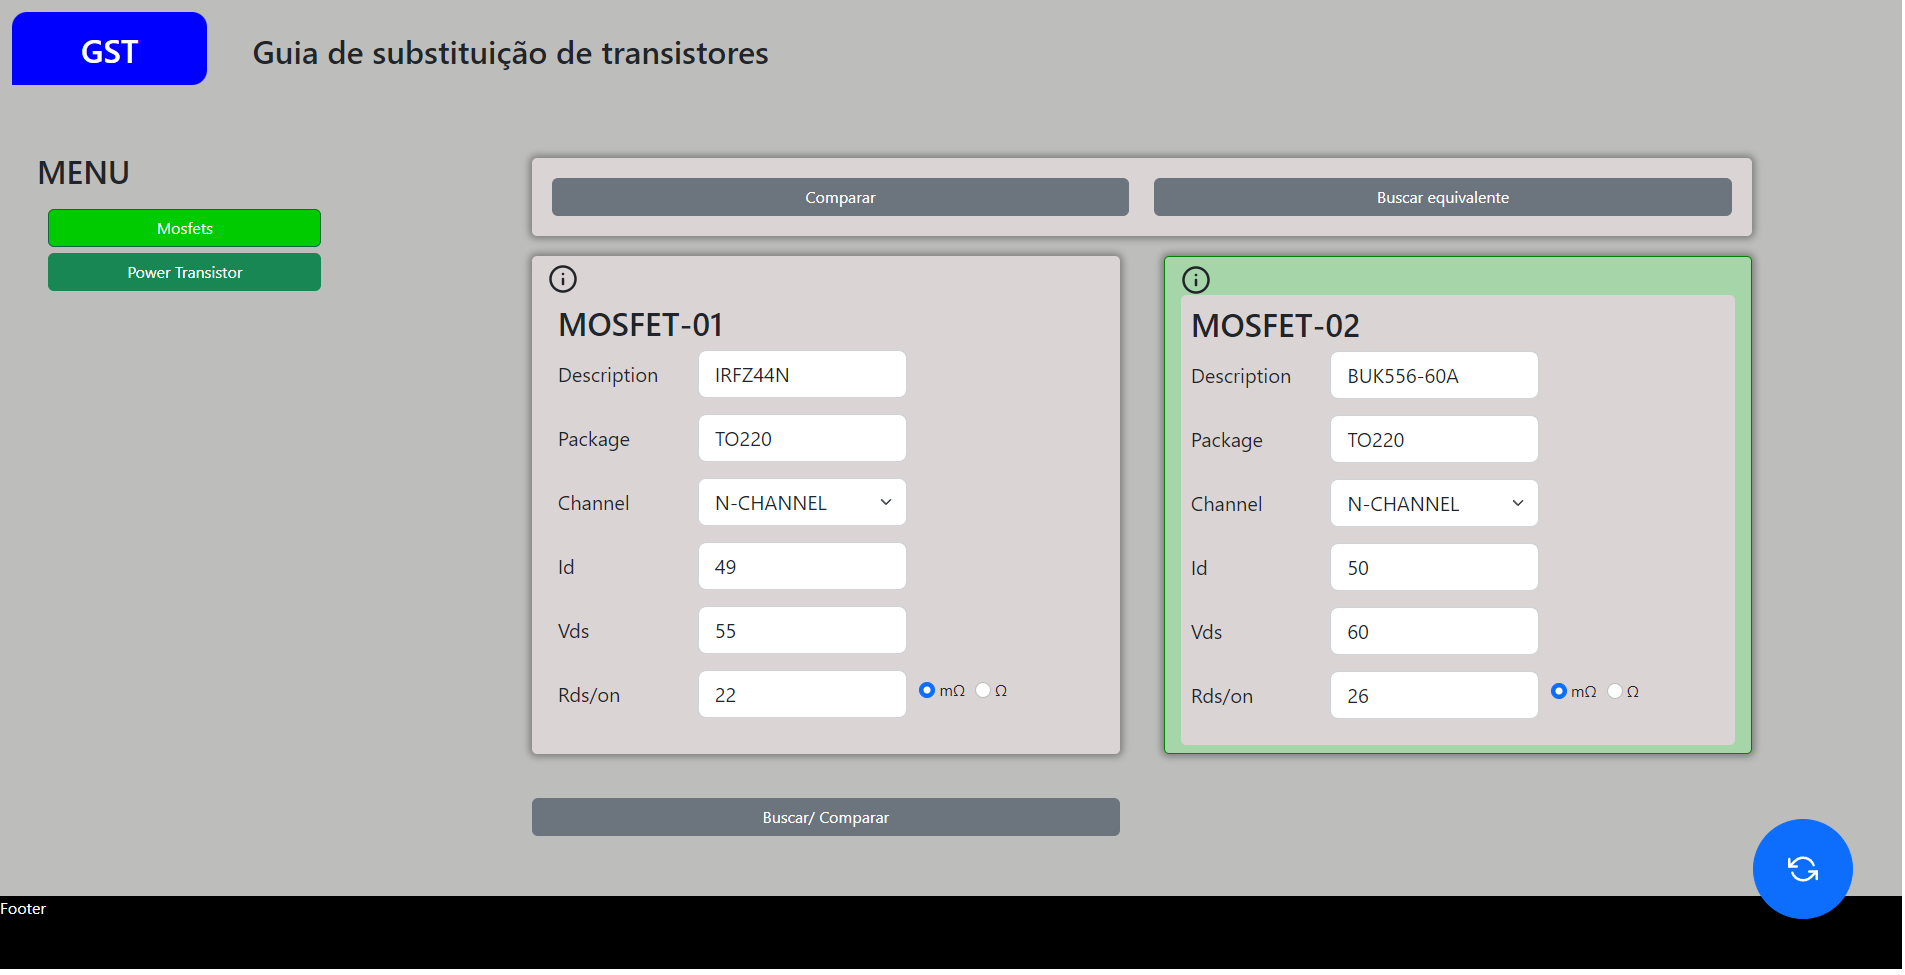 GST
Guia de substituição de transistores
MENU
Mosfets
Power Transistor
Comparar
Buscar equivalente
MOSFET-01
Description IRFZ44N
Package TO220
Channel N-CHANNEL
Id 49
Vds 55
Rds/on 22 mΩ Ω
MOSFET-02
Description BUK556-60A
Package TO220
Channel N-CHANNEL
Id 50
Vds 60
Rds/on 26 mΩ Ω
Buscar/ Comparar
Footer